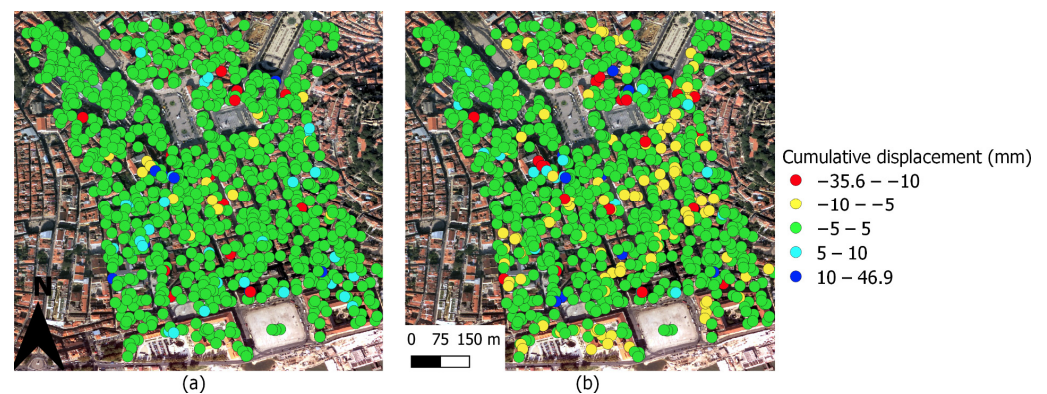 N
0 75 150 m
(a)
(b)
Cumulative displacement (mm)
−35.6 – −10
−10 – −5
−5 – 5
5 – 10
10 – 46.9